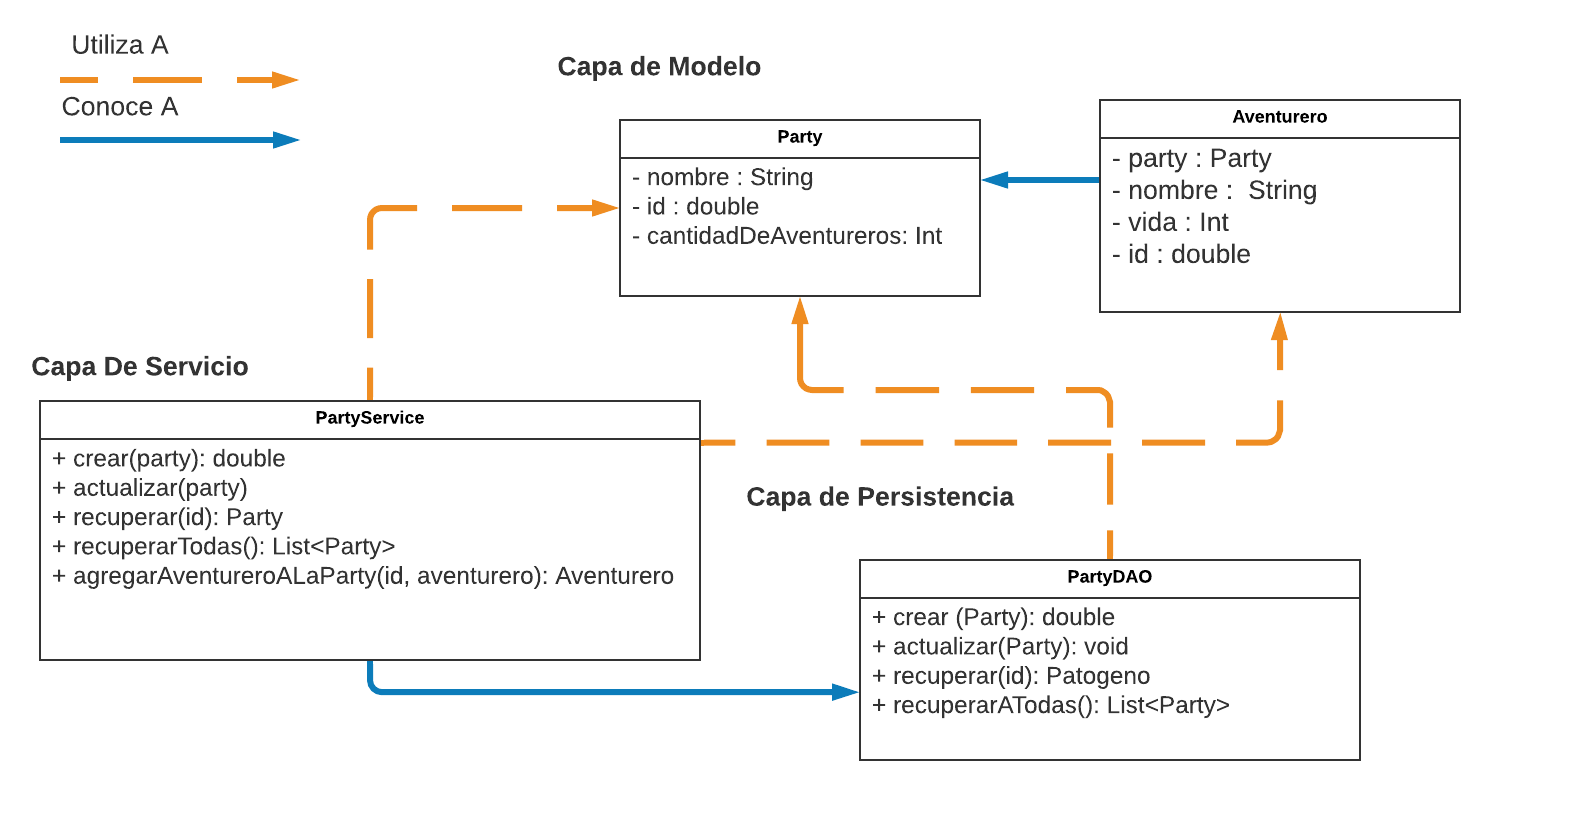 Utiliza A
Conoce A
Capa de Modelo
Party
- nombre : String
- id : double
- cantidadDeAventureros: Int
Aventurero
- party : Party
- nombre :  String
- vida : Int
- id : double
Capa De Servicio
PartyService
+ crear(party): double
+ actualizar(party)
+ recuperar(id): Party
+ recuperarTodas(): List<Party>
+ agregarAventureroALaParty(id, aventurero): Aventurero
Capa de Persistencia
PartyDAO
+ crear (Party): double
+ actualizar(Party): void
+ recuperar(id): Patogeno
+ recuperarATodas(): List<Party>